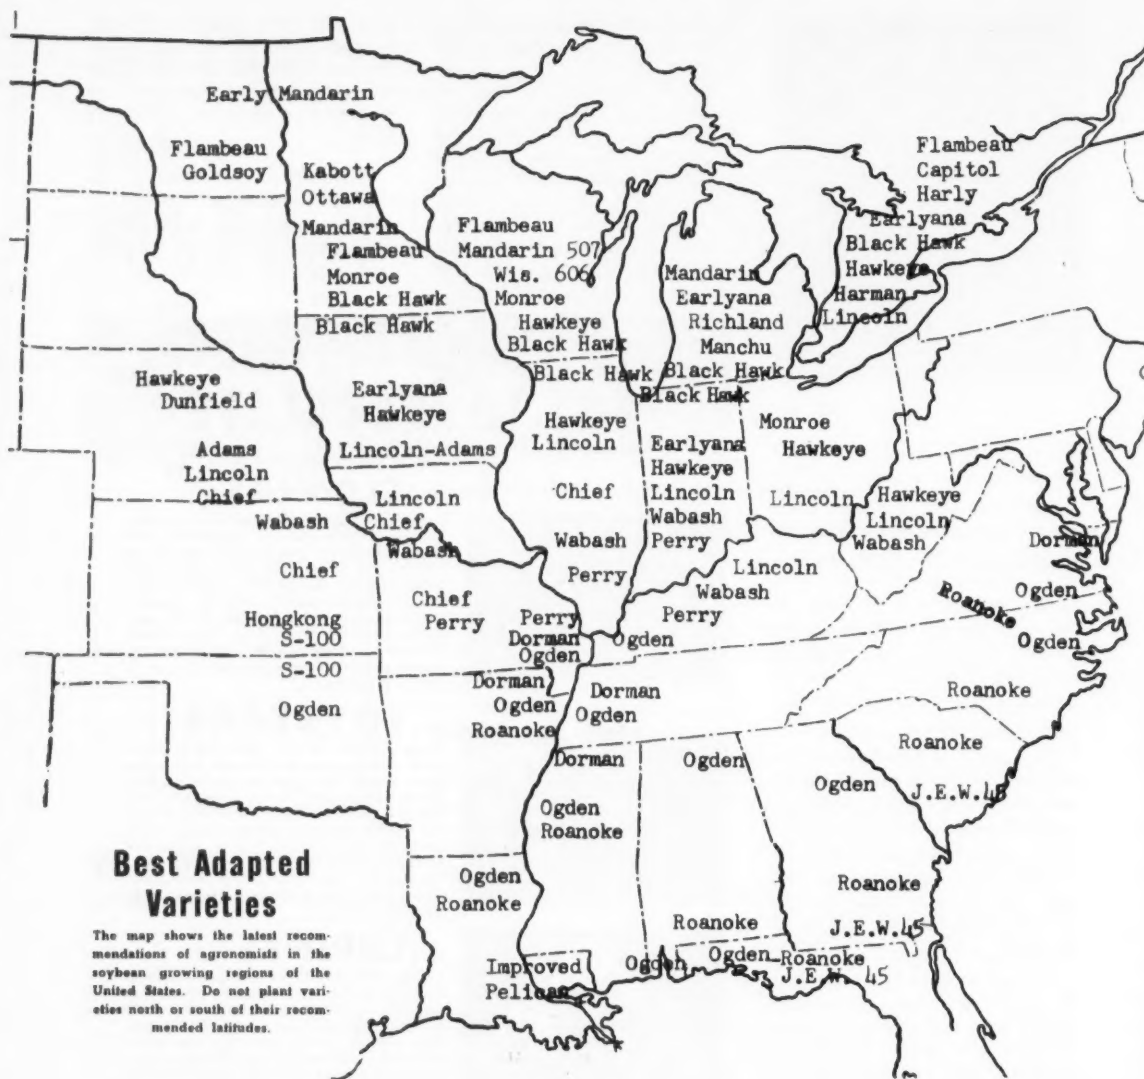 Early Mandarin
Flambeau
Goldsoy
Kabott
Ottawa
Mandarin
Flambeau
Monroe
Black Hawk
Black Hawk
Flambeau
Mandarin 507
Wis. 606
Monroe
Hawkeye
Black Hawk
Mandarin
Earlyana
Richland
Manchu
Black Hawk
Flambeau
Capitol
Harly
Earlyana
Black Hawk
Hawkeye
Harman
Lincoln
Hawkeye
Dunfield
Adams
Lincoln
Chief
Earlyana
Hawkeye
Lincoln-Adams
Black Hawk
Hawkeye
Lincoln
Chief
Wabash
Perry
Black Hawk
Earlyana
Hawkeye
Lincoln
Wabash
Perry
Monroe
Hawkeye
Lincoln
Hawkeye
Lincoln
Wabash
Wabash
Chief
Hongkong
S-100
Lincoln
Chief
Wabash
Chief
Perry
Perry
Dorman
Ogden
Lincoln
Wabash
Perry
Ogden
Dorman
Ogden
Roanoke
Ogden
Roanoke
S-100
Ogden
Dorman
Ogden
Roanoke
Dorman
Ogden
Roanoke
Roanoke
J.E.W.45
Dorman
Ogden
Roanoke
Ogden
Roanoke
Ogden
Roanoke
J.E.W.45
Ogden
Roanoke
Improved
Pelican
Ogden
Ogden
Roanoke
J.E.W. 45
Best Adapted
Varieties
The map shows the latest recom-
mendations of agronomists in the
soybean growing regions of the
United States. Do not plant vari-
eties north or south of their recom-
mended latitudes.